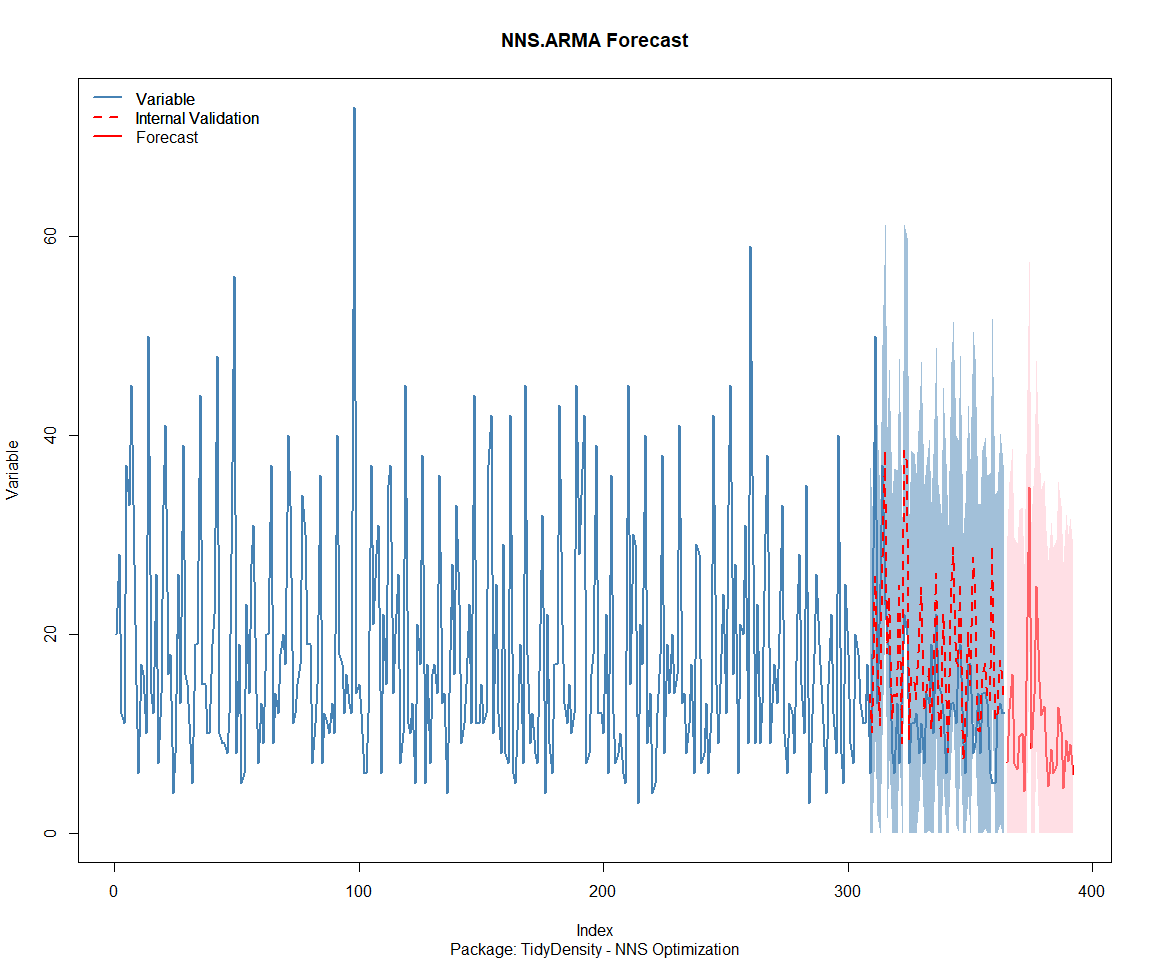 NNS.ARMA Forecast
Variable
Internal Validation
Forecast
Variable
60
40
20
0
0 100 200 300 400
Index
Package: TidyDensity - NNS Optimization